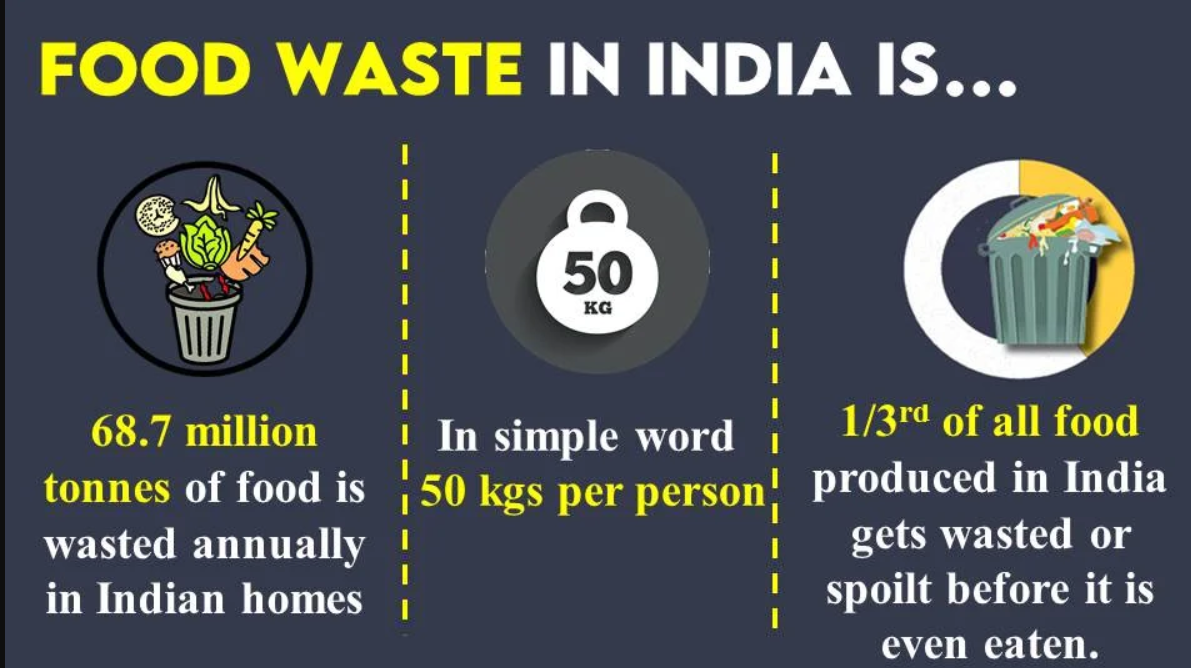 FOOD WASTE IN INDIA IS...
50
KG
68.7 million
tonnes of food is
wasted annually
in Indian homes
In simple word
50 kgs per person
1/3rd of all food
produced in India
gets wasted or
spoilt before it is
even eaten.